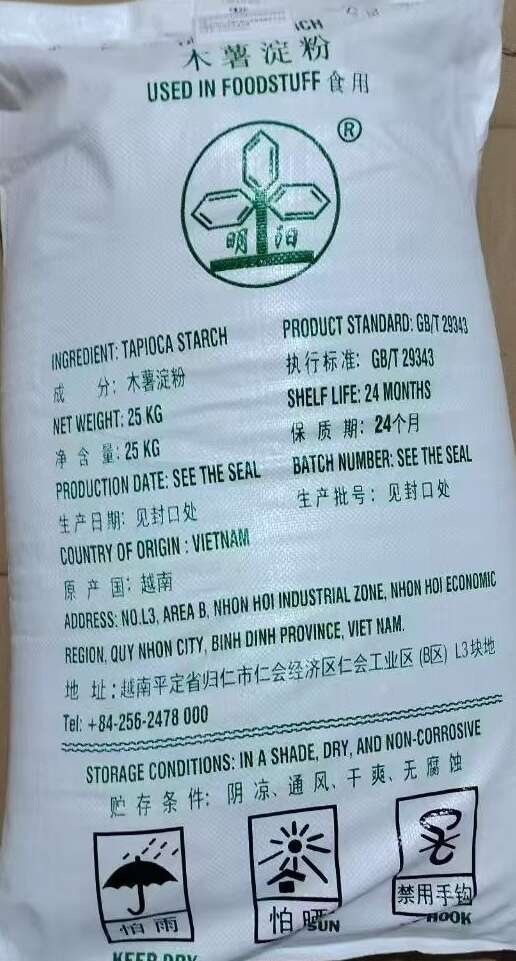 木薯淀粉
USED IN FOODSTUFF 食用
®
明 阳
INGREDIENT: TAPIOCA STARCH
成 分: 木薯淀粉
NET WEIGHT: 25 KG
净 含 量: 25 KG
PRODUCTION DATE: SEE THE SEAL
生产日期: 见封口处
PRODUCT STANDARD: GB/T 29343
执行标准: GB/T 29343
SHELF LIFE: 24 MONTHS
保 质 期: 24个月
BATCH NUMBER: SEE THE SEAL
生产批号: 见封口处
COUNTRY OF ORIGIN : VIETNAM
原 产 国: 越南
ADDRESS: NO.L3, AREA B, NHON HOI INDUSTRIAL ZONE, NHON HOI ECONOMIC
REGION, QUY NHON CITY, BINH DINH PROVINCE, VIET NAM.
地 址: 越南平定省归仁市仁会经济区仁会工业区 (B区) L3块地
Tel: +84-256-2478 000
STORAGE CONDITIONS: IN A SHADE, DRY, AND NON-CORROSIVE
贮存条件: 阴凉、通风、干爽、无腐蚀
怕 雨
KEEP DRY
怕 晒
SUN
禁用手钩
HOOK